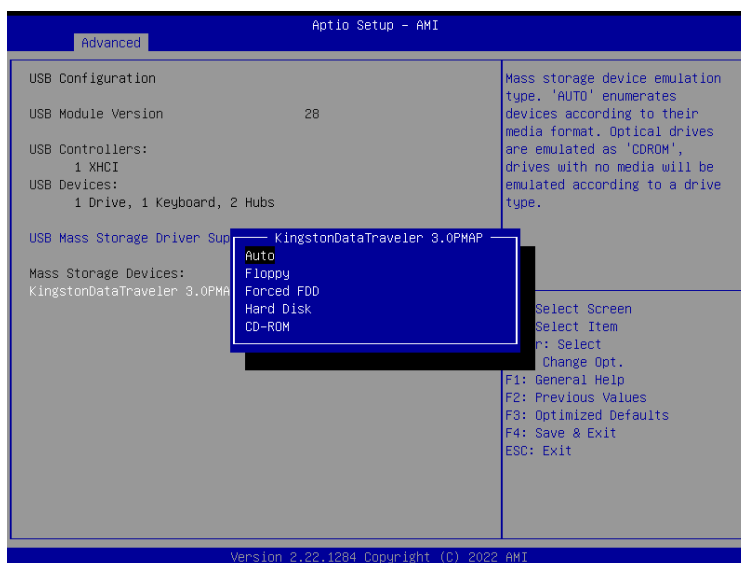 Aptio Setup - AMI
Advanced
USB Configuration
USB Module Version 28
USB Controllers:
1 XHCI
USB Devices:
1 Drive, 1 Keyboard, 2 Hubs
USB Mass Storage Driver Sup
Mass Storage Devices:
KingstonDataTraveler 3.0PMA
KingstonDataTraveler 3.0PMAP
Auto
Floppy
Forced FDD
Hard Disk
CD-ROM
Mass storage device emulation
type. 'AUTO' enumerates
devices according to their
media format. Optical drives
are emulated as 'CDROM',
drives with no media will be
emulated according to a drive
type.
Select Screen
Select Item
r: Select
Change Opt.
F1: General Help
F2: Previous Values
F3: Optimized Defaults
F4: Save & Exit
ESC: Exit
Version 2.22.1284 Copyright (C) 2022 AMI